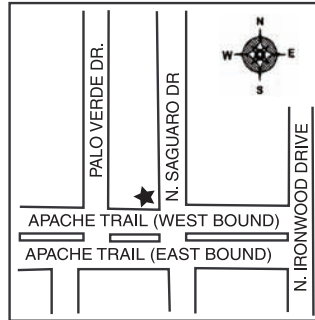 N
W E
S
PALO VERDE DR.
N. SAGUARO DR
N. IRONWOOD DRIVE
APACHE TRAIL (WEST BOUND)
APACHE TRAIL (EAST BOUND)